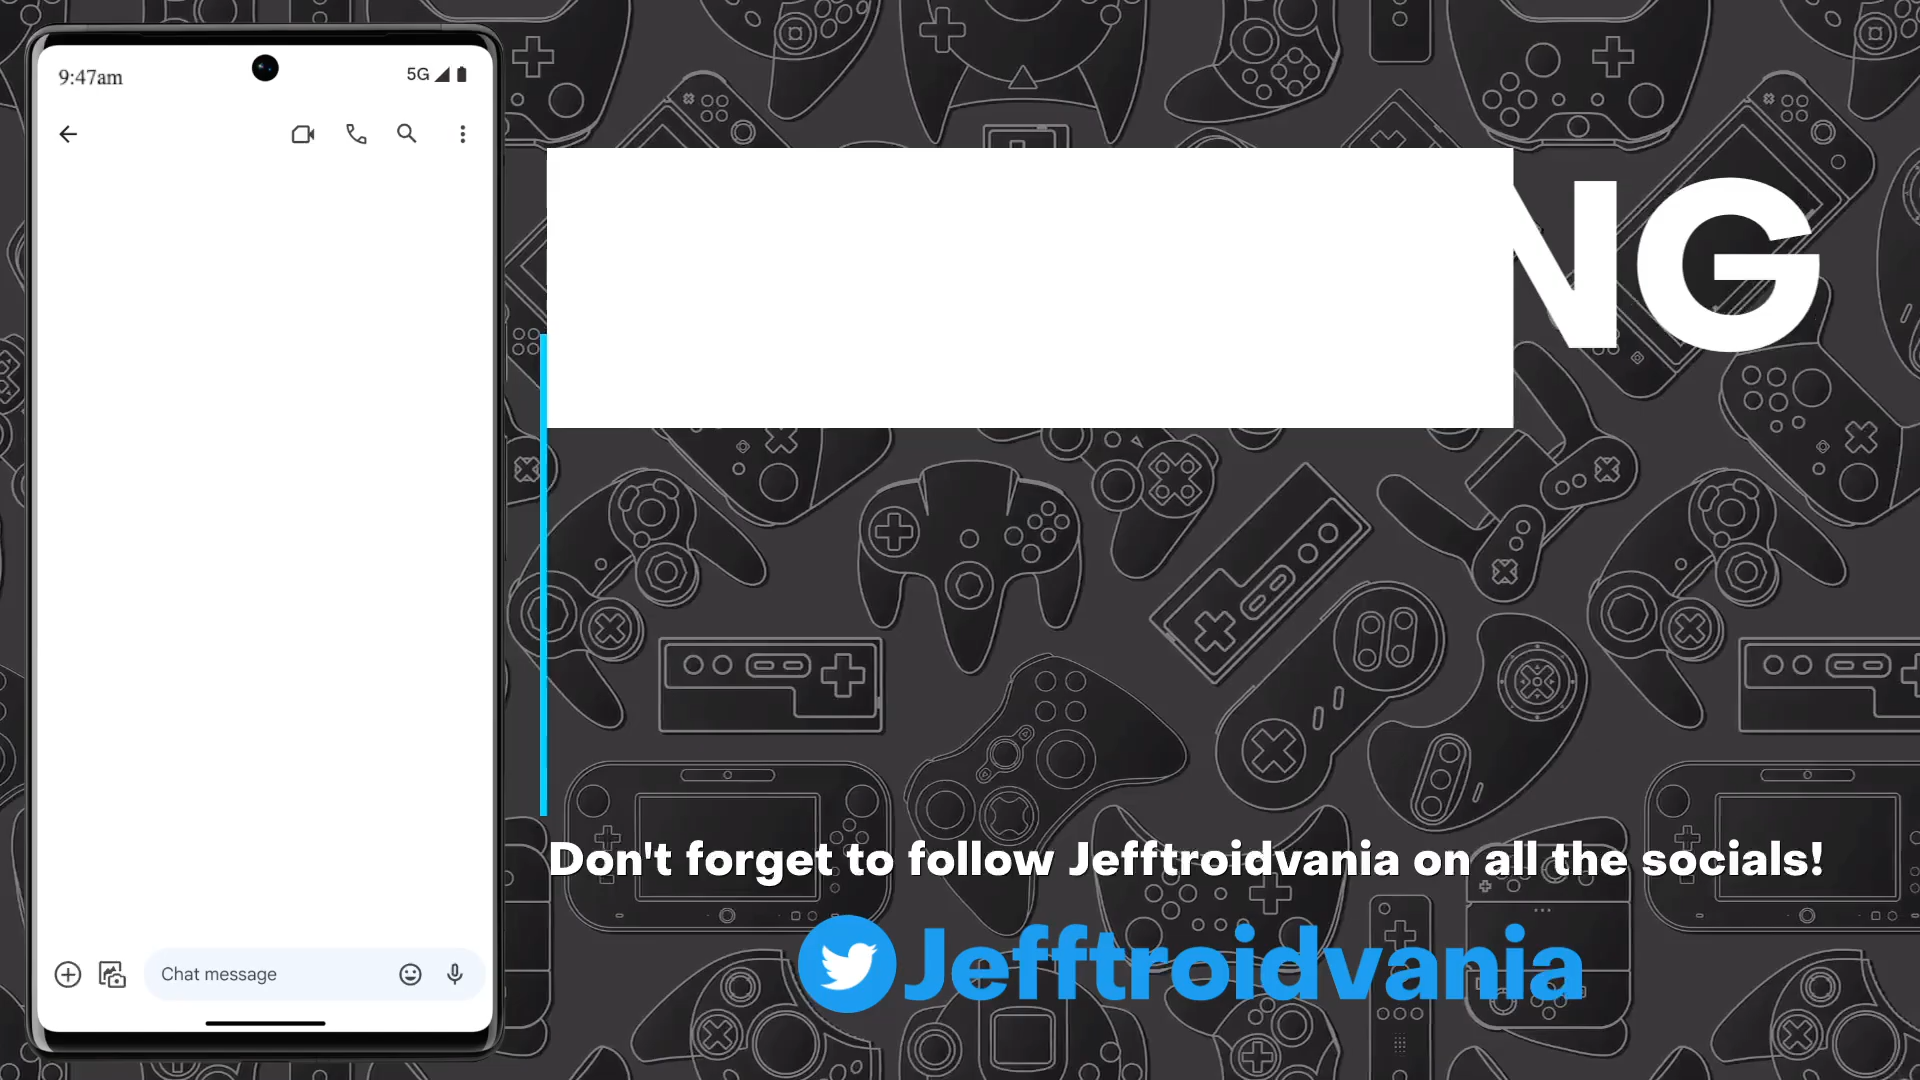 9:47am
5G
NG
Don't forget to follow Jefftroidvania on all the socials!
Jefftroidvania
Chat message